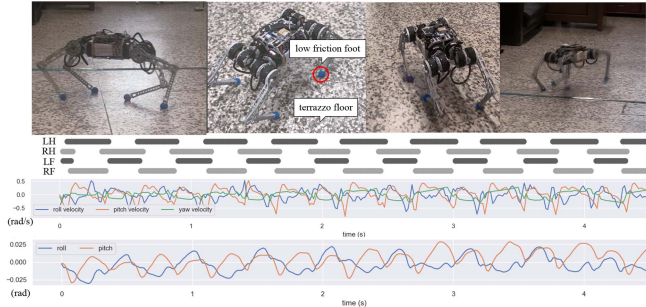 low friction foot
terrazzo floor
LH
RH
LF
RF
0.5
0.0
−0.5
roll velocity pitch velocity yaw velocity
(rad/s)
0 1 2 3 4
time (s)
0.025
roll pitch
0.000
−0.025
(rad)
0 1 2 3 4
time (s)